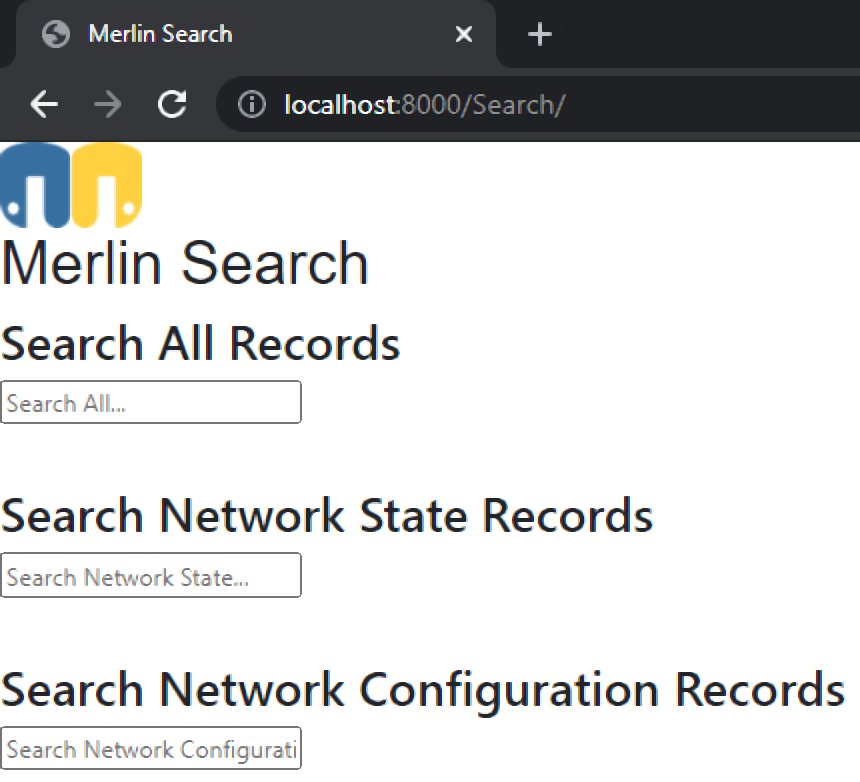 Merlin Search
localhost:8000/Search/
Merlin Search
Search All Records
Search All...
Search Network State Records
Search Network State...
Search Network Configuration Records
Search Network Configurati